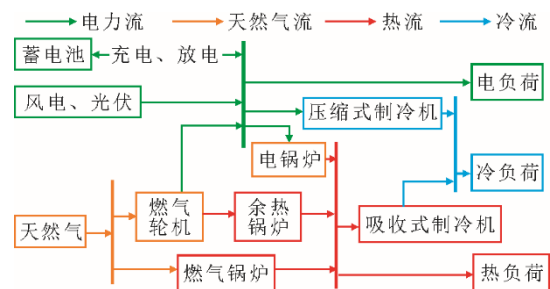 电力流 天然气流 热流 冷流
蓄电池 充电、放电
电负荷
风电、光伏
压缩式制冷机
电锅炉
冷负荷
燃气
轮机
余热
锅炉
吸收式制冷机
天然气
燃气锅炉
热负荷